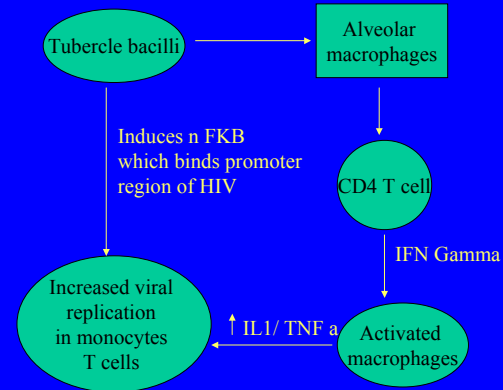 Tubercle bacilli
Alveolar
macrophages
Induces n FKB
which binds promoter
region of HIV
CD4 T cell
IFN Gamma
Increased viral
replication
in monocytes
T cells
↑ IL1/ TNF a
Activated
macrophages